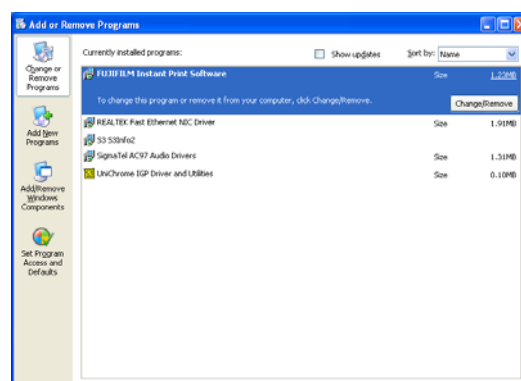 Add or Remove Programs
Currently installed programs: Show updates Sort by: Name
Change or
Remove
Programs
FUJIFILM Instant Print Software Size 1.23MB
To change this program or remove it from your computer, click Change/Remove.
Change/Remove
Add New
Programs
REALTEK Fast Ethernet NIC Driver Size 1.91MB
S3 S3Info2
SigmaTel AC97 Audio Drivers Size 1.31MB
UniChrome IGP Driver and Utilities Size 0.10MB
Add/Remove
Windows
Components
Set Program
Access and
Defaults